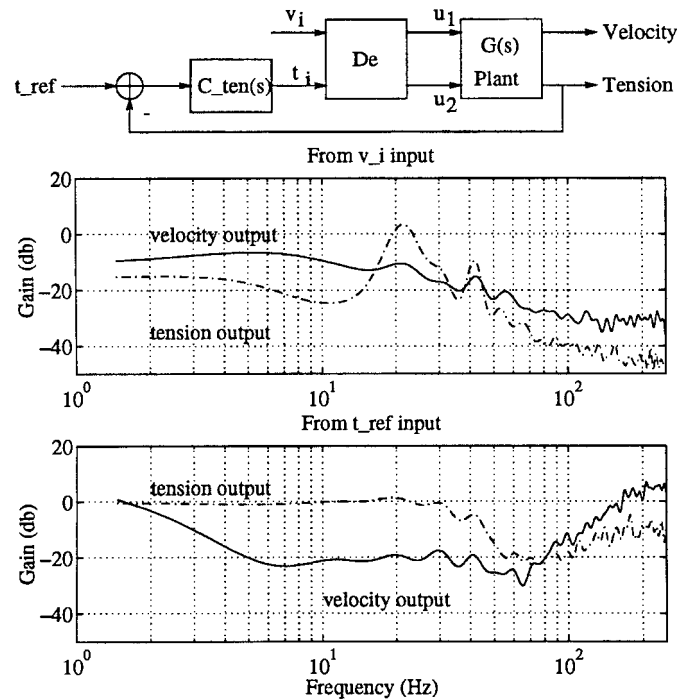 v_i
u_1
G(s)
Velocity
De
t_ref
C_ten(s)
t_i
Plant
Tension
-
u_2
From v_i input
20
0
−20
−40
Gain (db)
velocity output
tension output
10^0
10^1
10^2
From t_ref input
20
0
−20
−40
Gain (db)
tension output
velocity output
10^0
10^1
10^2
Frequency (Hz)